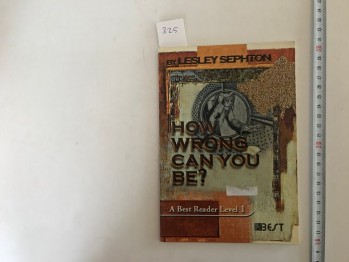 325
BY LESLEY SEPHTON
HOW
WRONG
CAN YOU
BE?
A Best Reader Level 1
BEST